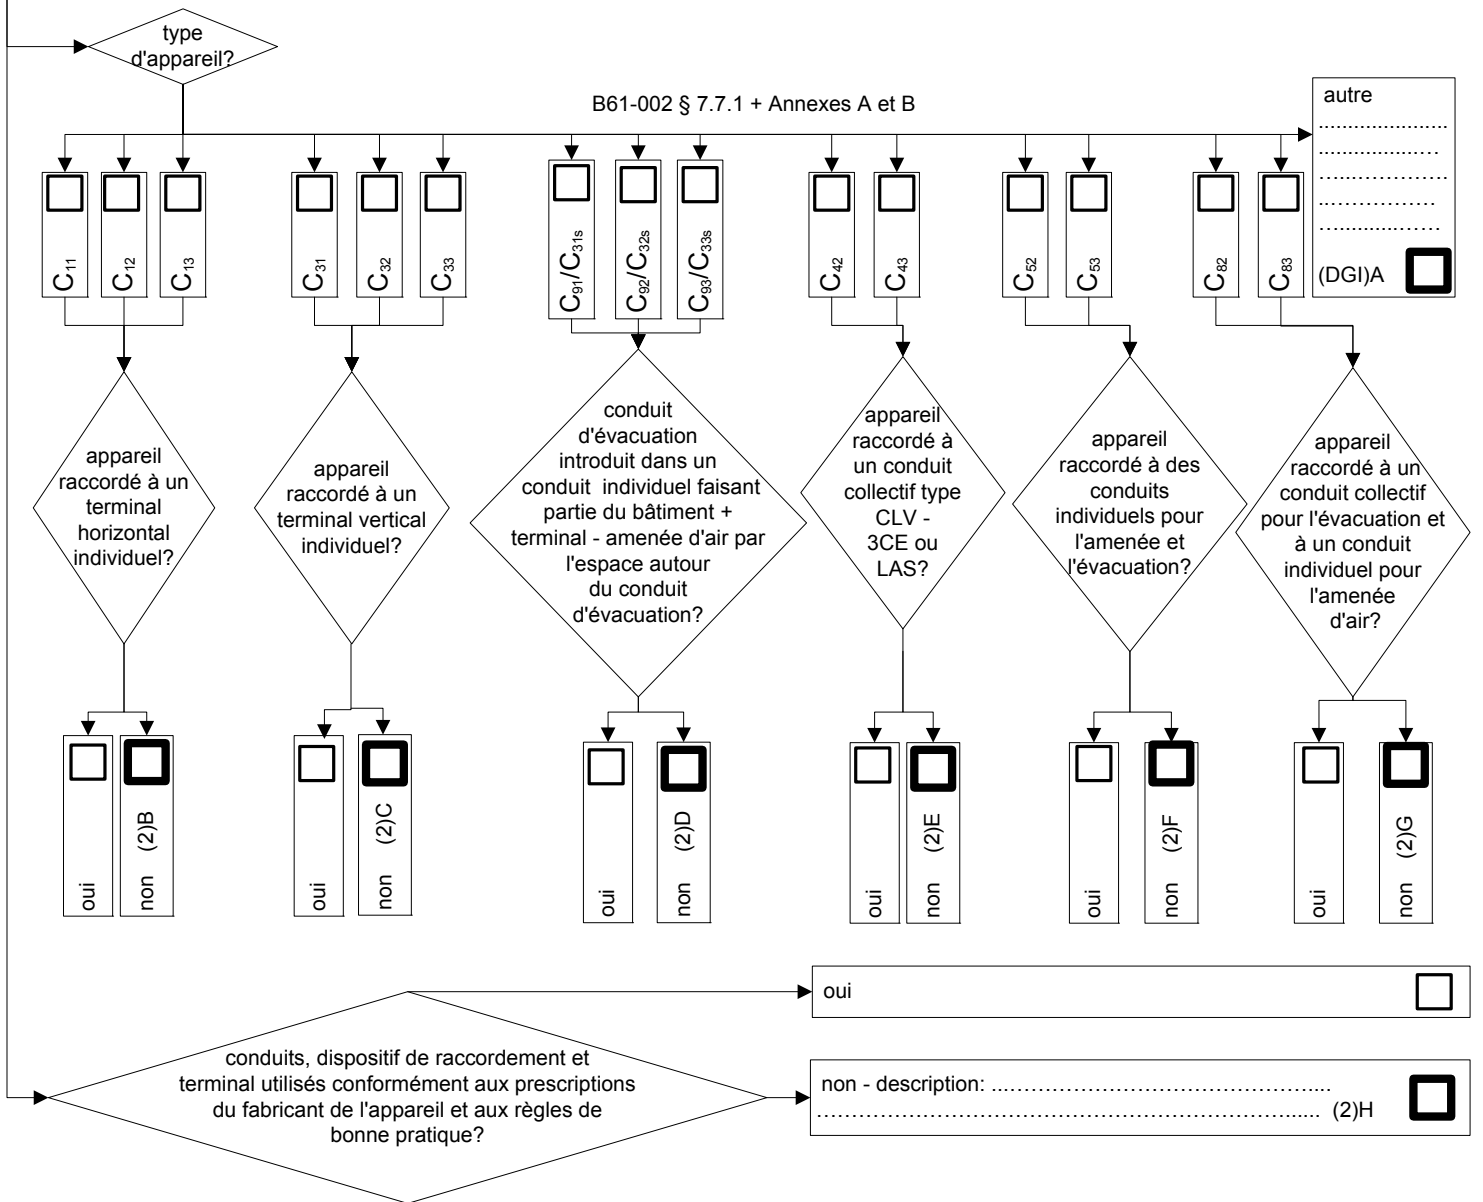 type
d'appareil?
B61-002 § 7.7.1 + Annexes A et B
autre
.....................
....................
.....................
...................
....................
(DGI)A
C11
C12
C13
C31
C32
C33
C91/C31s
C92/C32s
C93/C33s
C42
C43
C52
C53
C82
C83
appareil
raccordé à un
terminal
horizontal
individuel?
appareil
raccordé à un
terminal vertical
individuel?
conduit
d'évacuation
introduit dans un
conduit individuel faisant
partie du bâtiment +
terminal - amenée d'air par
l'espace autour
du conduit
d'évacuation?
appareil
raccordé à
un conduit
collectif type
CLV -
3CE ou
LAS?
appareil
raccordé à des
conduits
individuels pour
l'amenée et
l'évacuation?
appareil
raccordé à un
conduit collectif
pour l'évacuation et
à un conduit
individuel pour
l'amenée
d'air?
oui
non (2)B
oui
non (2)C
oui
non (2)D
oui
non (2)E
oui
non (2)F
oui
non (2)G
oui
conduits, dispositif de raccordement et
terminal utilisés conformément aux prescriptions
du fabricant de l'appareil et aux règles de
bonne pratique?
non - description: ..................................................
........................................................................... (2)H